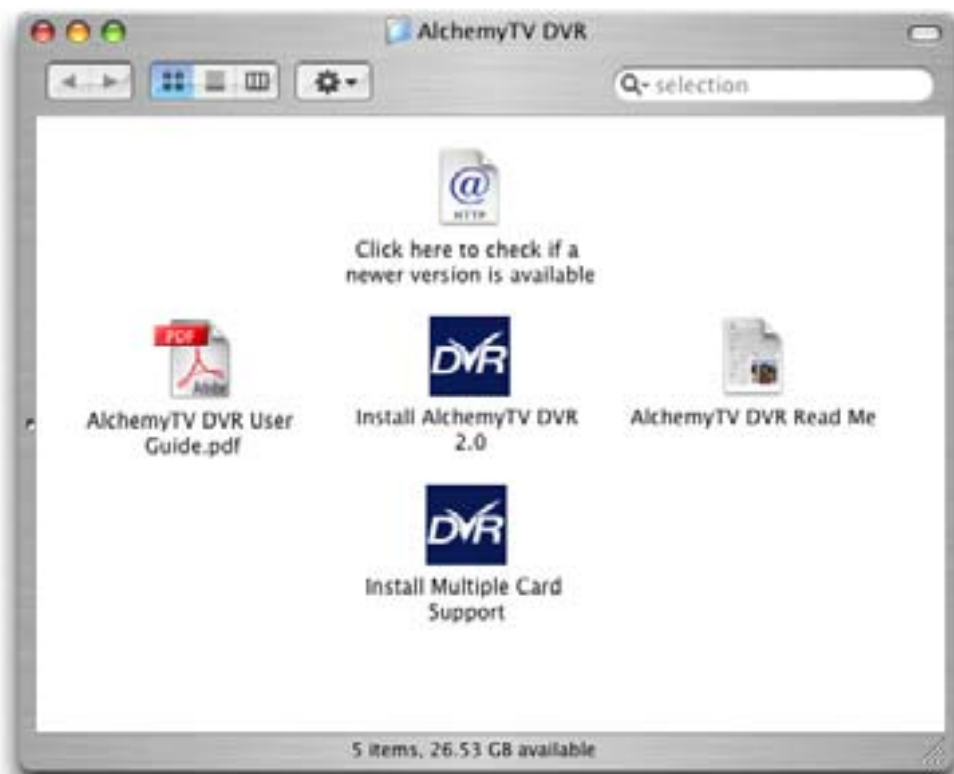 AlchemyTV DVR
selection
HTTP
Click here to check if a
newer version is available
PDF
Adobe
AlchemyTV DVR User
Guide.pdf
DVR
Install AlchemyTV DVR
2.0
AlchemyTV DVR Read Me
DVR
Install Multiple Card
Support
5 items, 26.53 GB available